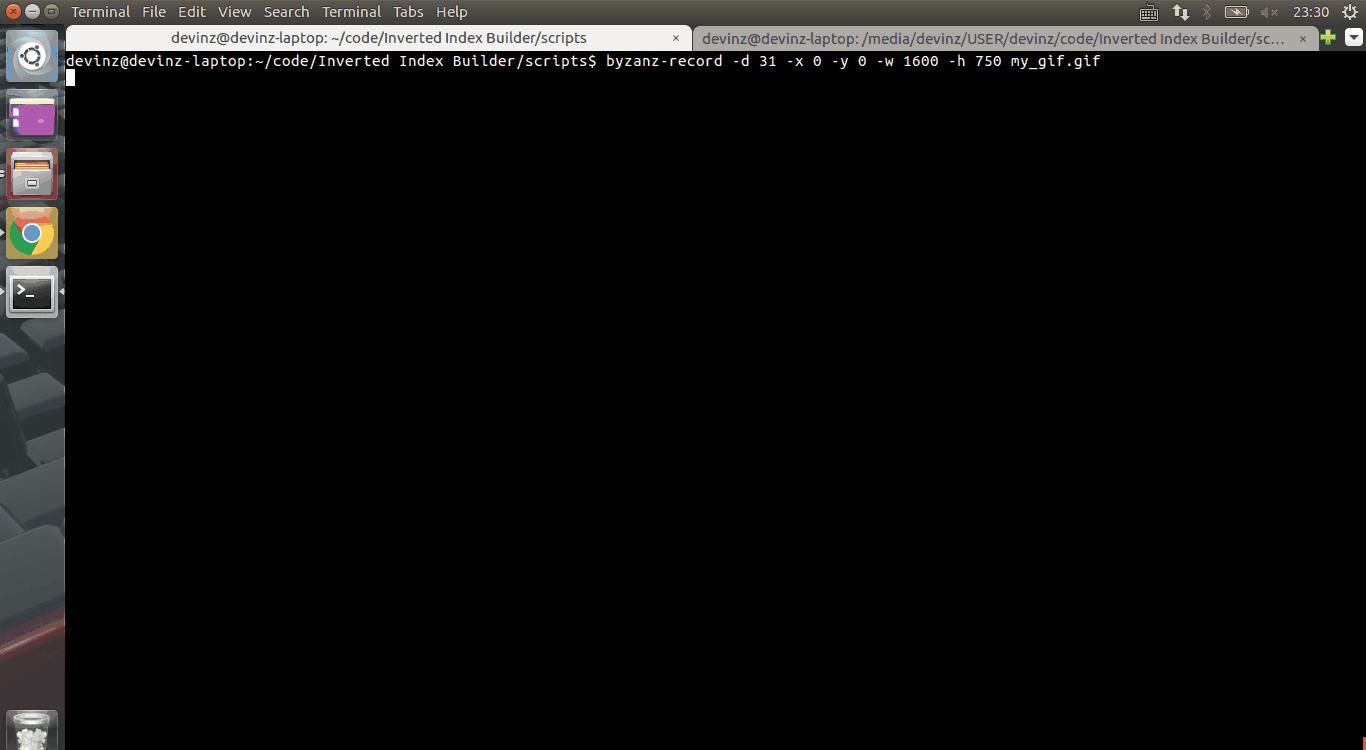 Terminal File Edit View Search Terminal Tabs Help 23:30
devinz@devinz-laptop: ~/code/Inverted Index Builder/scripts × devinz@devinz-laptop: /media/devinz/USER/devinz/code/Inverted Index Builder/sc... ×
devinz@devinz-laptop:~/code/Inverted Index Builder/scripts$ byzanz-record -d 31 -x 0 -y 0 -w 1600 -h 750 my_gif.gif